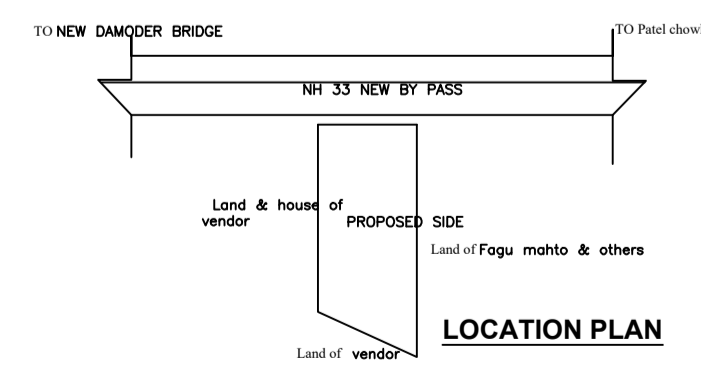 TO NEW DAMODER BRIDGE
TO Patel chowl
NH 33 NEW BY PASS
Land & house of
vendor
PROPOSED SIDE
Land of Fagu mahto & others
LOCATION PLAN
Land of vendor